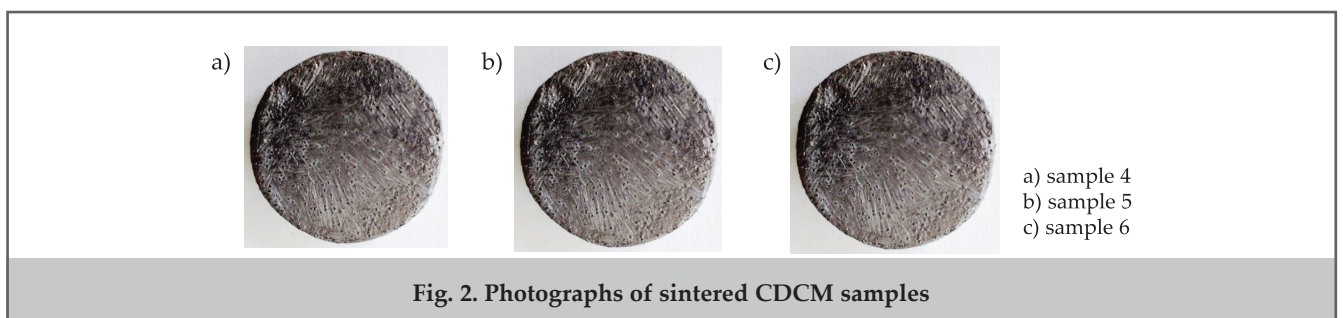 a)
b)
c)
a) sample 4
b) sample 5
c) sample 6
Fig. 2. Photographs of sintered CDCM samples